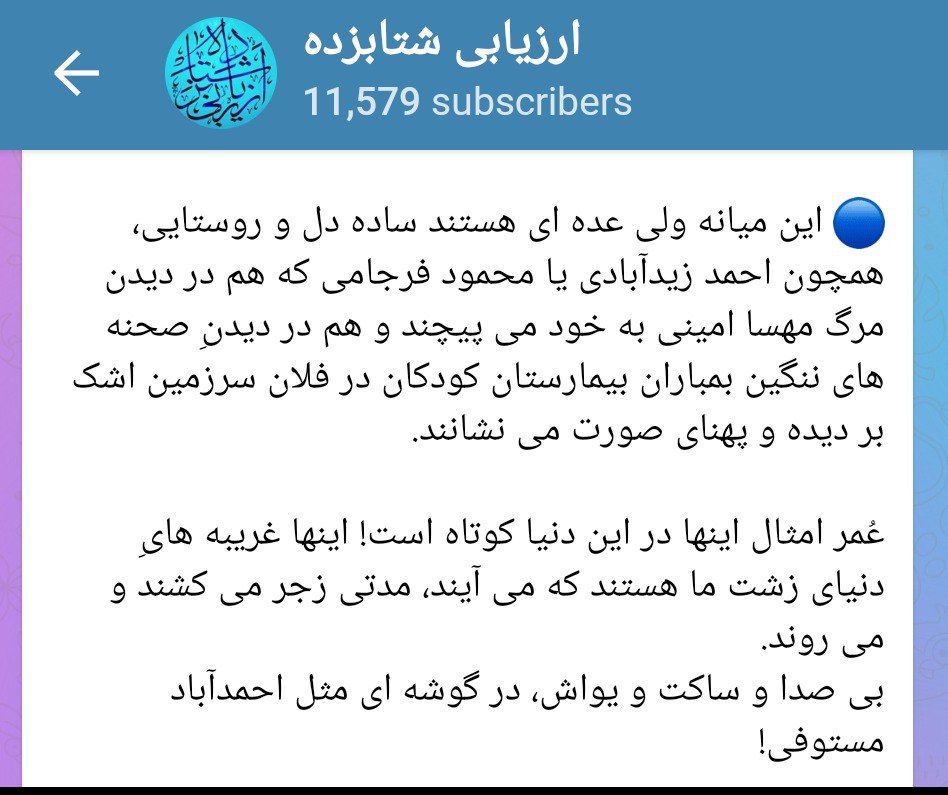 ارزیابی شتابزده
11,579 subscribers
این میانه ولی عده ای هستند ساده دل و روستایی،
همچون احمد زیدآبادی یا محمود فرجامی که هم در دیدن
مرگ مهسا امینی به خود می پیچند و هم در دیدنِ صحنه
های ننگین بمباران بیمارستان کودکان در فلان سرزمین اشک
بر دیده و پهنای صورت می نشانند.
عُمر امثال اینها در این دنیا کوتاه است! اینها غریبه هایِ
دنیای زشت ما هستند که می آیند، مدتی زجر می کشند و
می روند.
بی صدا و ساکت و یواش، در گوشه ای مثل احمدآباد
مستوفی!